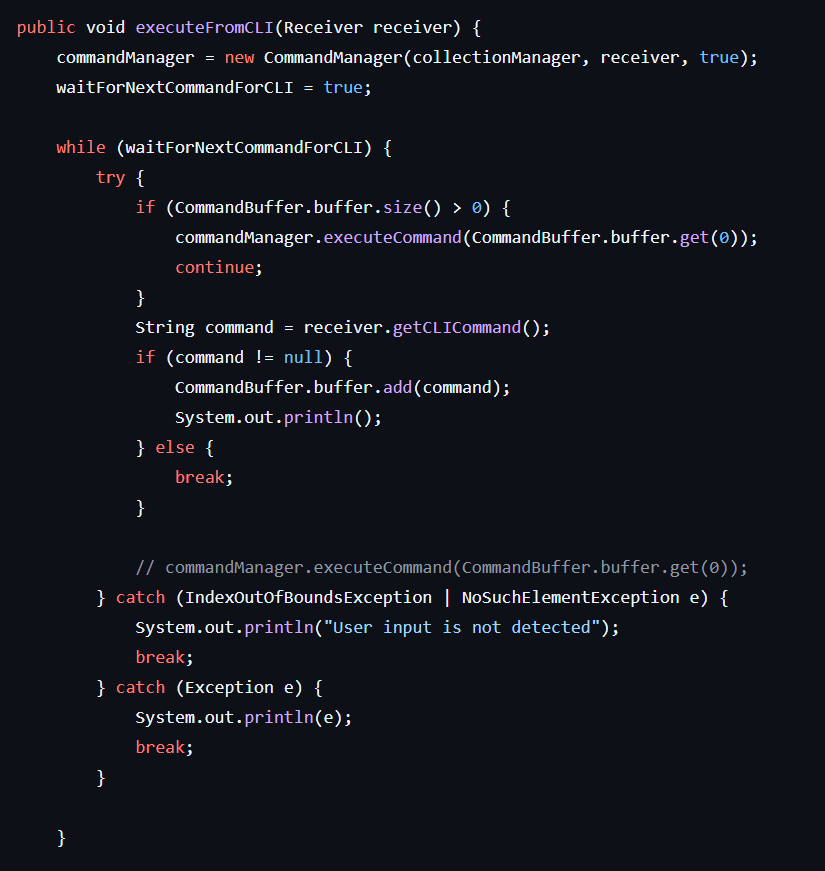 public void executeFromCLI(Receiver receiver) {
    commandManager = new CommandManager(collectionManager, receiver, true);
    waitForNextCommandForCLI = true;

    while (waitForNextCommandForCLI) {
        try {
            if (CommandBuffer.buffer.size() > 0) {
                commandManager.executeCommand(CommandBuffer.buffer.get(0));
                continue;
            }
            String command = receiver.getCLICommand();
            if (command != null) {
                CommandBuffer.buffer.add(command);
                System.out.println();
            } else {
                break;
            }

            // commandManager.executeCommand(CommandBuffer.buffer.get(0));
        } catch (IndexOutOfBoundsException | NoSuchElementException e) {
            System.out.println("User input is not detected");
            break;
        } catch (Exception e) {
            System.out.println(e);
            break;
        }

    }